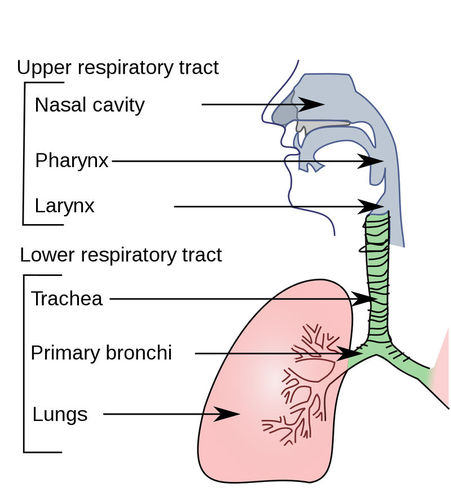 Upper respiratory tract
Nasal cavity
Pharynx
Larynx
Lower respiratory tract
Trachea
Primary bronchi
Lungs